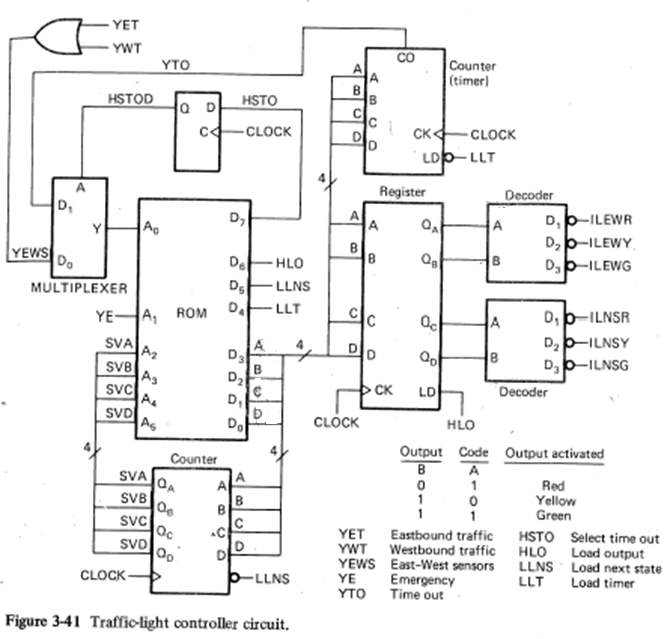 YET
YWT
YTO
CO
Counter
(timer)
A A
B B
C C
D D
CK CLOCK
LD LLT
HSTOD
Q D
HSTO
C CLOCK
4
Register
Decoder
A
D1
Y
YEWS
D0
MULTIPLEXER
A0
D7
D6 HLO
D5 LLNS
D4 LLT
ROM
YE A1
SVA A2
SVB A3
SVC A4
SVD A5
D3 A
D2 B
D1 C
D0 D
4
A A QA
B B QB
C C QC
D D QD
CK LD
CLOCK
HLO
A D1 ILEWR
D2 ILEWY
B D3 ILEWG
A D1 ILNSR
D2 ILNSY
B D3 ILNSG
Decoder
4
4
Counter
SVA QA A A
SVB QB B B
SVC QC C C
SVD QD D D
CLOCK
LLNS
Output Code Output activated
B A
0 1 Red
1 0 Yellow
1 1 Green
YET Eastbound traffic
YWT Westbound traffic
YEWS East-West sensors
YE Emergency
YTO Time out
HSTO Select time out
HLO Load output
LLNS Load next state
LLT Load timer
Figure 3-41 Traffic-light controller circuit.